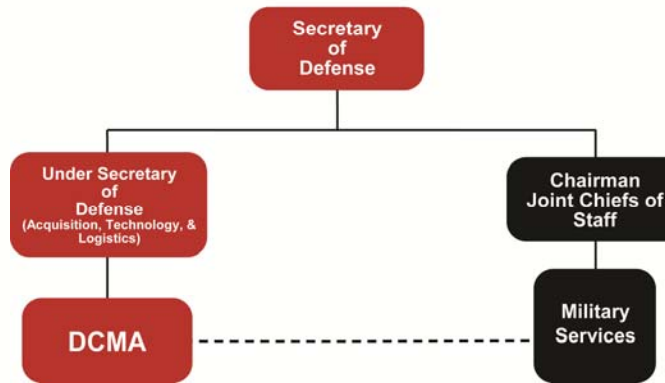 Secretary
of
Defense
Under Secretary
of
Defense
(Acquisition, Technology, &
Logistics)
Chairman
Joint Chiefs of
Staff
DCMA
Military
Services